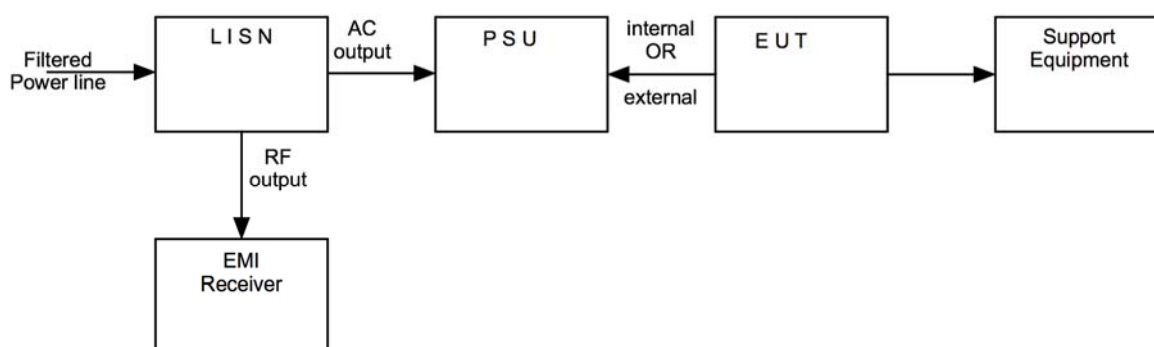 Filtered
Power line
L I S N
AC
output
P S U
internal
OR
external
E U T
Support
Equipment
RF
output
EMI
Receiver